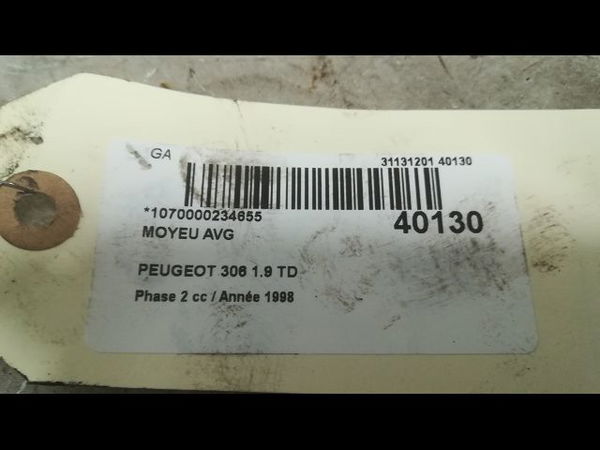 GA
31131201 40130
*1070000234655
40130
MOYEU AVG
PEUGEOT 306 1.9 TD
Phase 2 cc / Année 1998